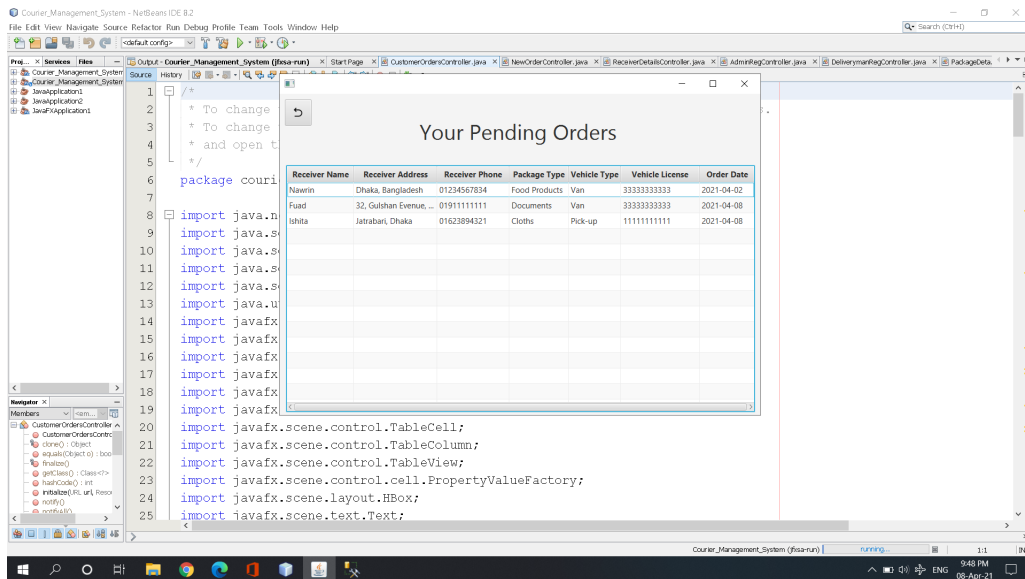 Courier_Management_System - NetBeans IDE 8.2
File Edit View Navigate Source Refactor Run Debug Profile Team Tools Window Help
Search (Ctrl+I)
<default config>
Proj... Services Files
Output - Courier_Management_System (jfxsa-run) Start Page CustomerOrdersController.java NewOrderController.java ReceiverDetailsController.java AdminRegController.java DeliverymanRegController.java PackageDeta.
Courier_Management_System
Courier_Management_System
JavaApplication1
JavaApplication2
JavaFXApplication1
Source History
Your Pending Orders
Receiver Name Receiver Address Receiver Phone Package Type Vehicle Type Vehicle License Order Date
Nawrin Dhaka, Bangladesh 01234567834 Food Products Van 33333333333 2021-04-02
Fuad 32, Gulshan Evenue, ... 01911111111 Documents Van 33333333333 2021-04-08
Ishita Jatrabari, Dhaka 01623894321 Cloths Pick-up 11111111111 2021-04-08
1 /*
2 * To change
3 * To change
4 * and open t
5 */
6 package couri
7
8 import java.n
9 import java.s
10 import java.s
11 import java.s
12 import java.s
13 import java.u
14 import javafx
15 import javafx
16 import javafx
17 import javafx
18 import javafx
19 import javafx
20 import javafx.scene.control.TableCell;
21 import javafx.scene.control.TableColumn;
22 import javafx.scene.control.TableView;
23 import javafx.scene.control.cell.PropertyValueFactory;
24 import javafx.scene.layout.HBox;
25 import javafx.scene.text.Text;
Navigator
Members <em...
CustomerOrdersController
CustomerOrdersContro
clone() : Object
equals(Object o) : boo
finalize()
getClass() : Class<?>
hashCode() : int
initialize(URL url, Resou
notify()
notifyAll()
Courier_Management_System (jfxsa-run) running... 1:1 IN
ENG 9:48 PM
08-Apr-21